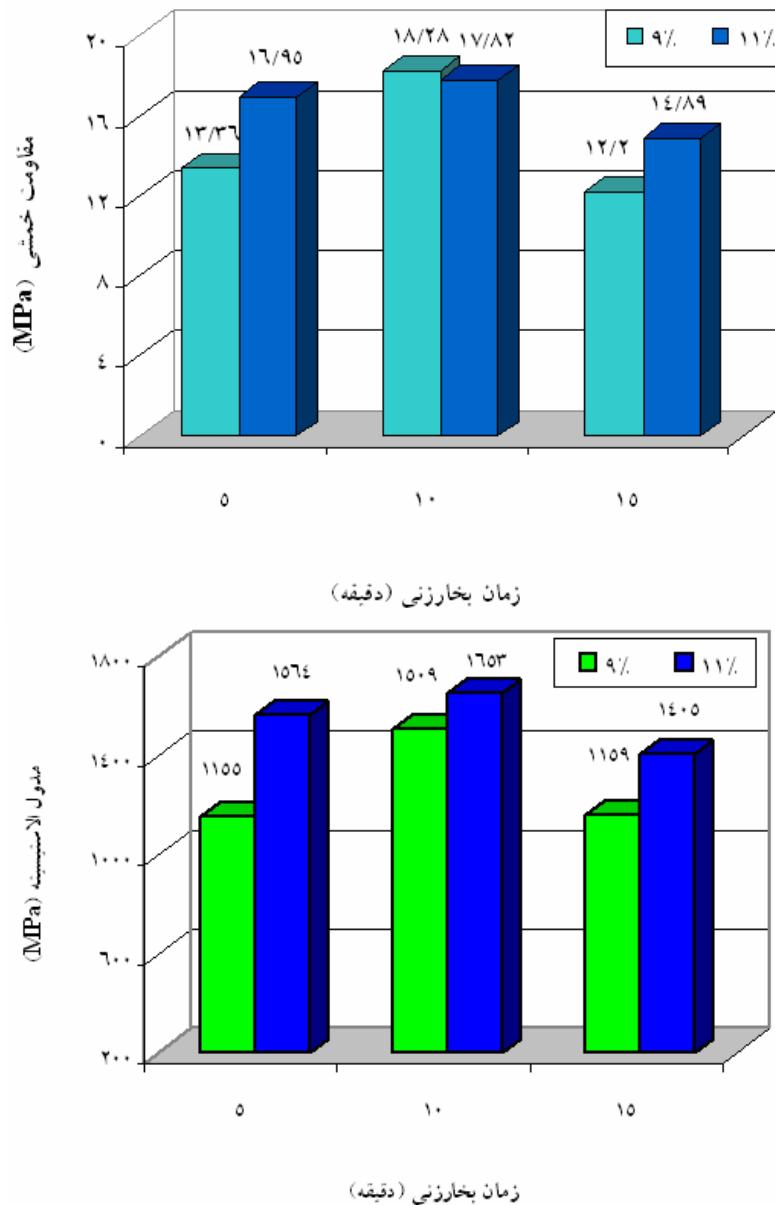 ۹٪ ۱۱٪
۲۰
۱۶
۱۲
۸
۴
۰
مقاومت خمشی (MPa)
۱۳/۳۶ ۱۶/۹۵ ۱۸/۲۸ ۱۷/۸۲ ۱۲/۲ ۱۴/۸۹
۵ ۱۰ ۱۵
زمان بخارزنی (دقیقه)
۹٪ ۱۱٪
۱۸۰۰
۱۴۰۰
۱۰۰۰
۶۰۰
۲۰۰
مدول الاستیسیته (MPa)
۱۱۵۵ ۱۵۶۴ ۱۵۰۹ ۱۶۵۳ ۱۱۵۹ ۱۴۰۵
۵ ۱۰ ۱۵
زمان بخارزنی (دقیقه)